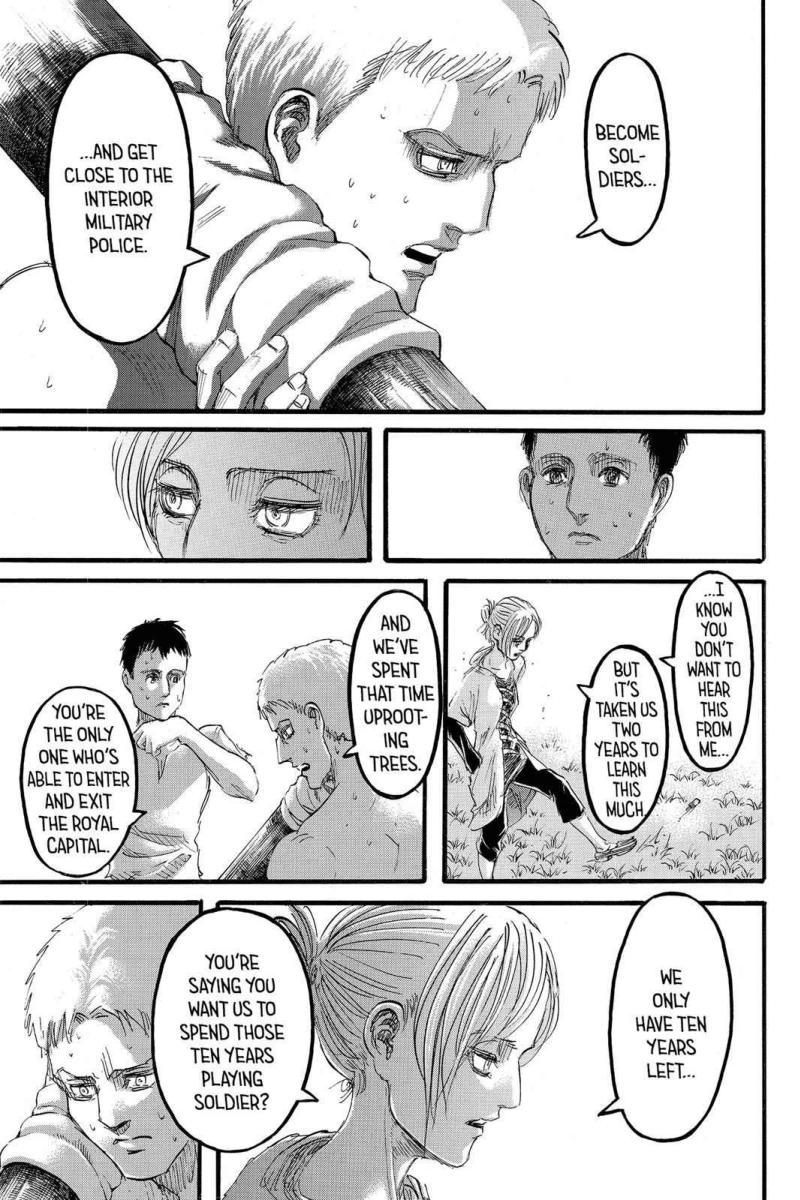 BECOME
SOL-
DIERS...
...AND GET
CLOSE TO THE
INTERIOR
MILITARY
POLICE.
...I
KNOW
YOU
DON'T
WANT TO
HEAR
THIS
FROM
ME...
BUT
IT'S
TAKEN US
TWO
YEARS TO
LEARN
THIS
MUCH.
AND
WE'VE
SPENT
THAT TIME
UPROOT-
ING
TREES.
YOU'RE
THE ONLY
ONE WHO'S
ABLE TO ENTER
AND EXIT
THE ROYAL
CAPITAL.
WE
ONLY
HAVE TEN
YEARS
LEFT...
YOU'RE
SAYING YOU
WANT US TO
SPEND THOSE
TEN YEARS
PLAYING
SOLDIER?